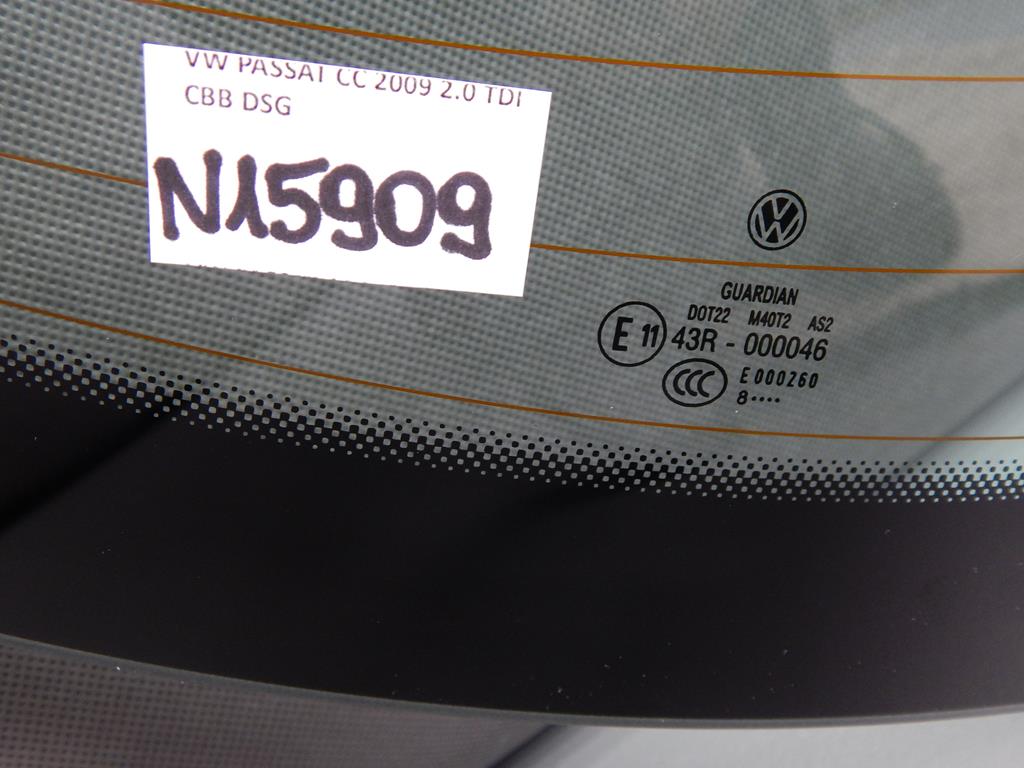 VW PASSAT CC 2009 2.0 TDI
CBB DSG
N15909
GUARDIAN
DOT22 M40T2 AS2
E 11 43R - 000046
CCC E 000260
8••••